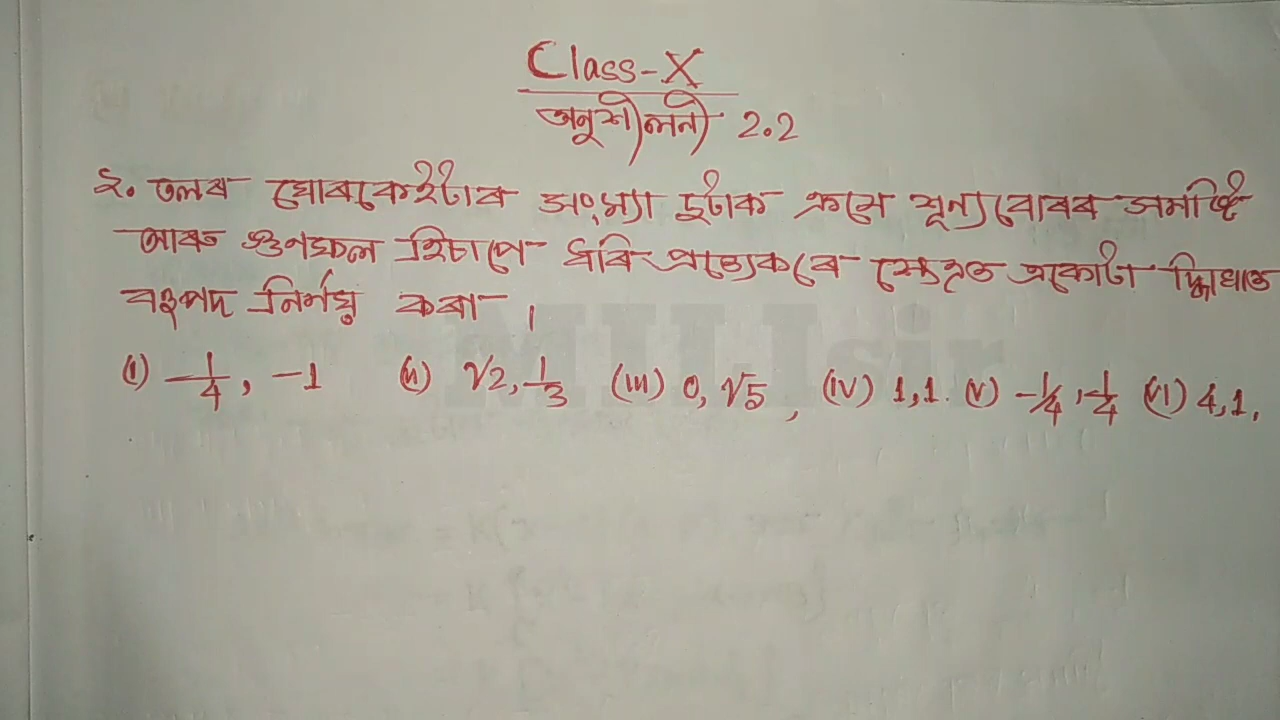 Class-X
অনুশীলনী 2.2
২. তলৰ যোৰকেইটাৰ সংখ্যা দুটাক ক্ৰমে শূন্যবোৰৰ সমষ্টি
আৰু গুণফল হিচাপে ধৰি প্ৰত্যেকৰে ক্ষেত্ৰত একোটা দ্বিঘাত
বহুপদ নিৰ্ণয় কৰা ।
(i) -1/4, -1 (ii) √2, 1/3 (iii) 0, √5, (iv) 1,1. (v) -1/4, 1/4 (vi) 4,1.
MILIsir